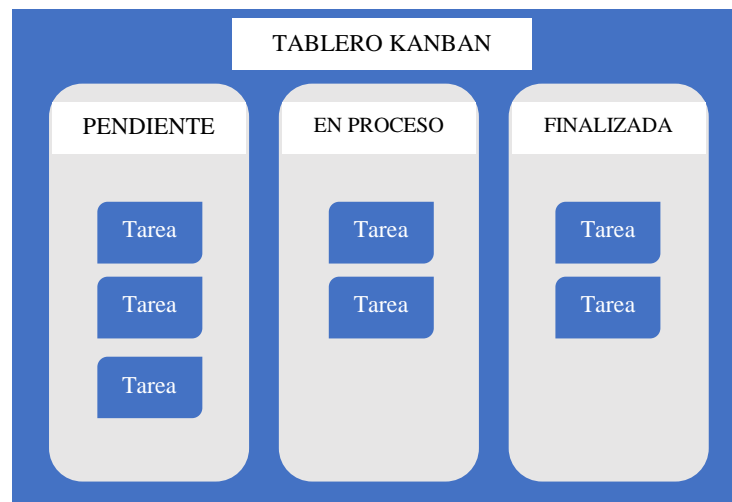 TABLERO KANBAN
PENDIENTE
Tarea
Tarea
Tarea
EN PROCESO
Tarea
Tarea
FINALIZADA
Tarea
Tarea